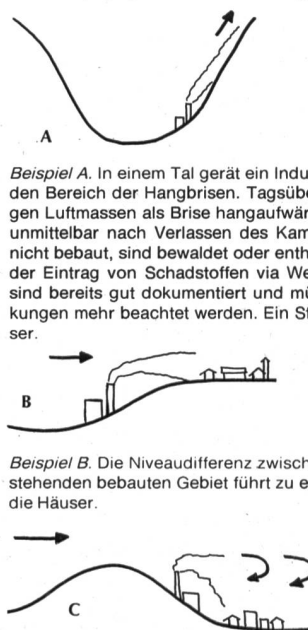 A
Beispiel A. In einem Tal gerät ein Indu
den Bereich der Hangbrisen. Tagsübe
gen Luftmassen als Brise hangaufwär
unmittelbar nach Verlassen des Kam
nicht bebaut, sind bewaldet oder enth
der Eintrag von Schadstoffen via We
sind bereits gut dokumentiert und mü
kungen mehr beachtet werden. Ein St
ser.
B
Beispiel B. Die Niveaudifferenz zwisch
stehenden bebauten Gebiet führt zu e
die Häuser.
C